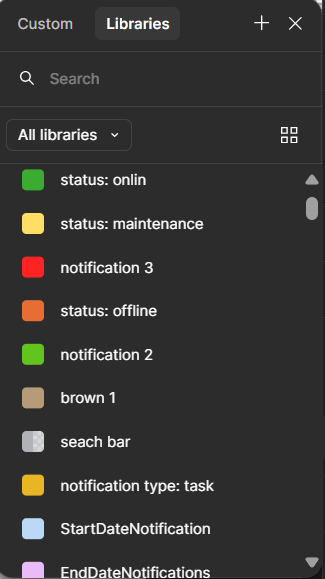 Custom Libraries
Search
All libraries
status: onlin
status: maintenance
notification 3
status: offline
notification 2
brown 1
seach bar
notification type: task
StartDateNotification
EndDateNotifications